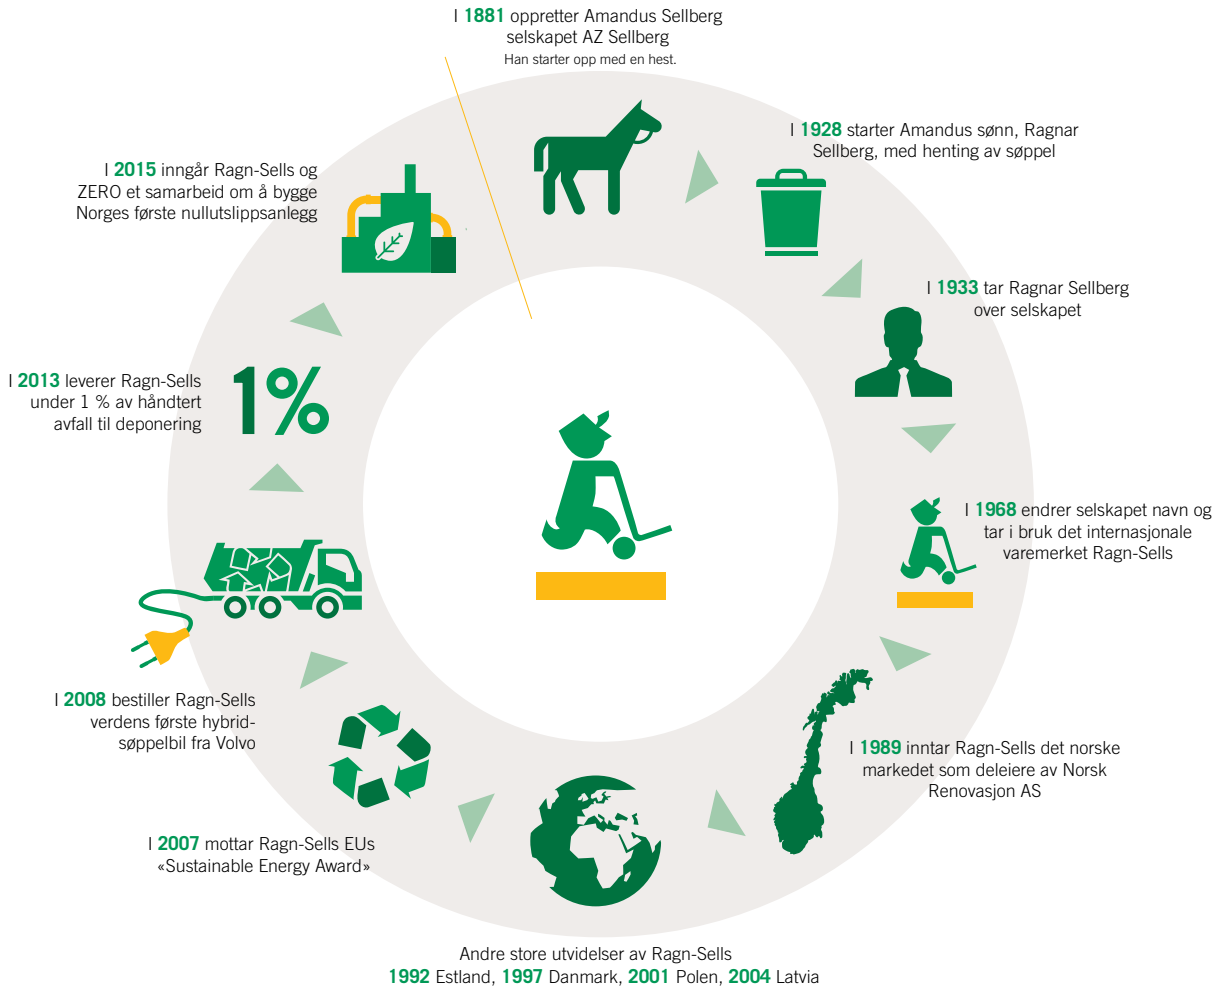 I 1881 oppretter Amandus Sellberg
selskapet AZ Sellberg
Han starter opp med en hest.
I 1928 starter Amandus sønn, Ragnar
Sellberg, med henting av søppel
I 1933 tar Ragnar Sellberg
over selskapet
I 1968 endrer selskapet navn og
tar i bruk det internasjonale
varemerket Ragn-Sells
I 1989 inntar Ragn-Sells det norske
markedet som deleiere av Norsk
Renovasjon AS
Andre store utvidelser av Ragn-Sells
1992 Estland, 1997 Danmark, 2001 Polen, 2004 Latvia
I 2007 mottar Ragn-Sells EUs
«Sustainable Energy Award»
I 2008 bestiller Ragn-Sells
verdens første hybrid-
søppelbil fra Volvo
I 2013 leverer Ragn-Sells
under 1 % av håndtert
avfall til deponering
1%
I 2015 inngår Ragn-Sells og
ZERO et samarbeid om å bygge
Norges første nullutslippsanlegg